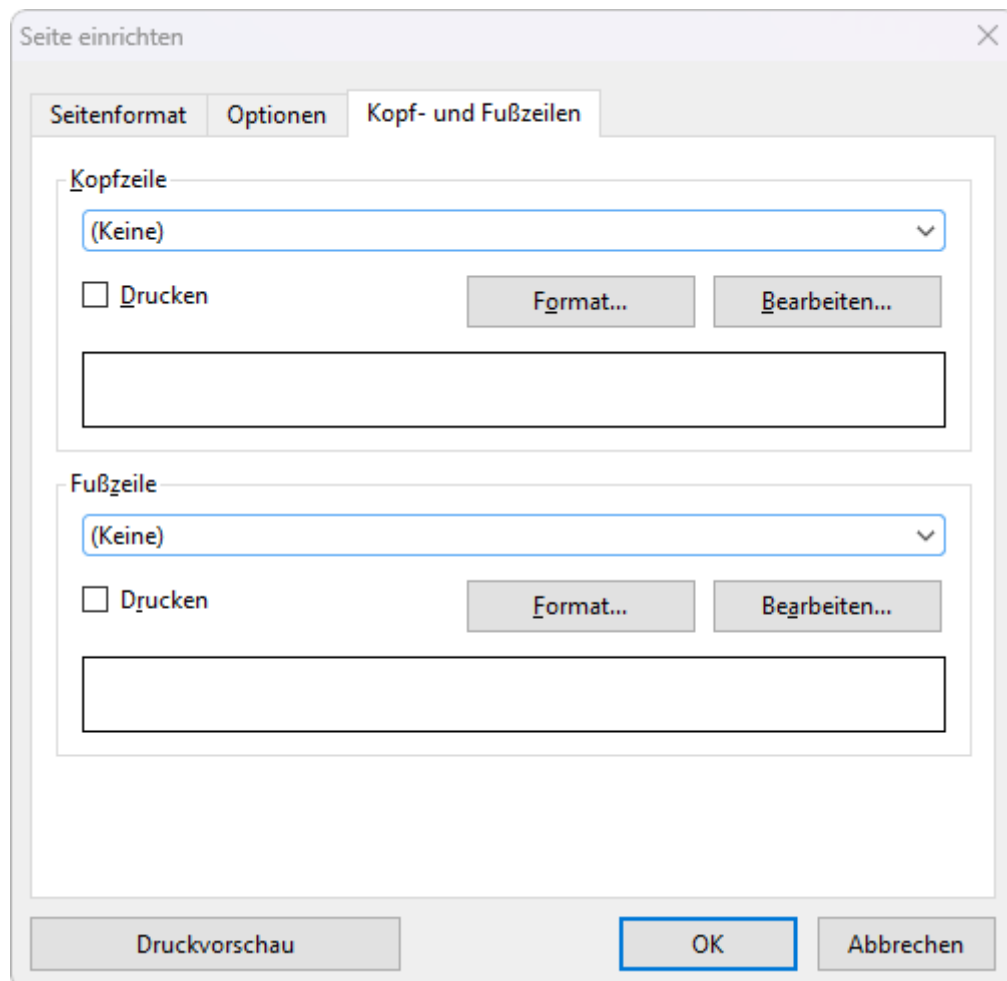 Seite einrichten
Seitenformat Optionen Kopf- und Fußzeilen
Kopfzeile
(Keine)
Drucken Format... Bearbeiten...
Fußzeile
(Keine)
Drucken Format... Bearbeiten...
Druckvorschau OK Abbrechen